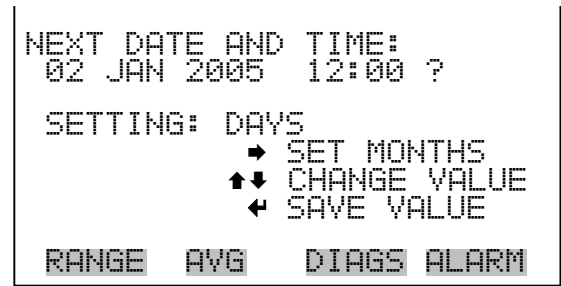 NEXT DATE AND TIME:
02 JAN 2005 12:00 ?
SETTING: DAYS
➡ SET MONTHS
⬆⬇ CHANGE VALUE
↵ SAVE VALUE
RANGE AVG DIAGS ALARM